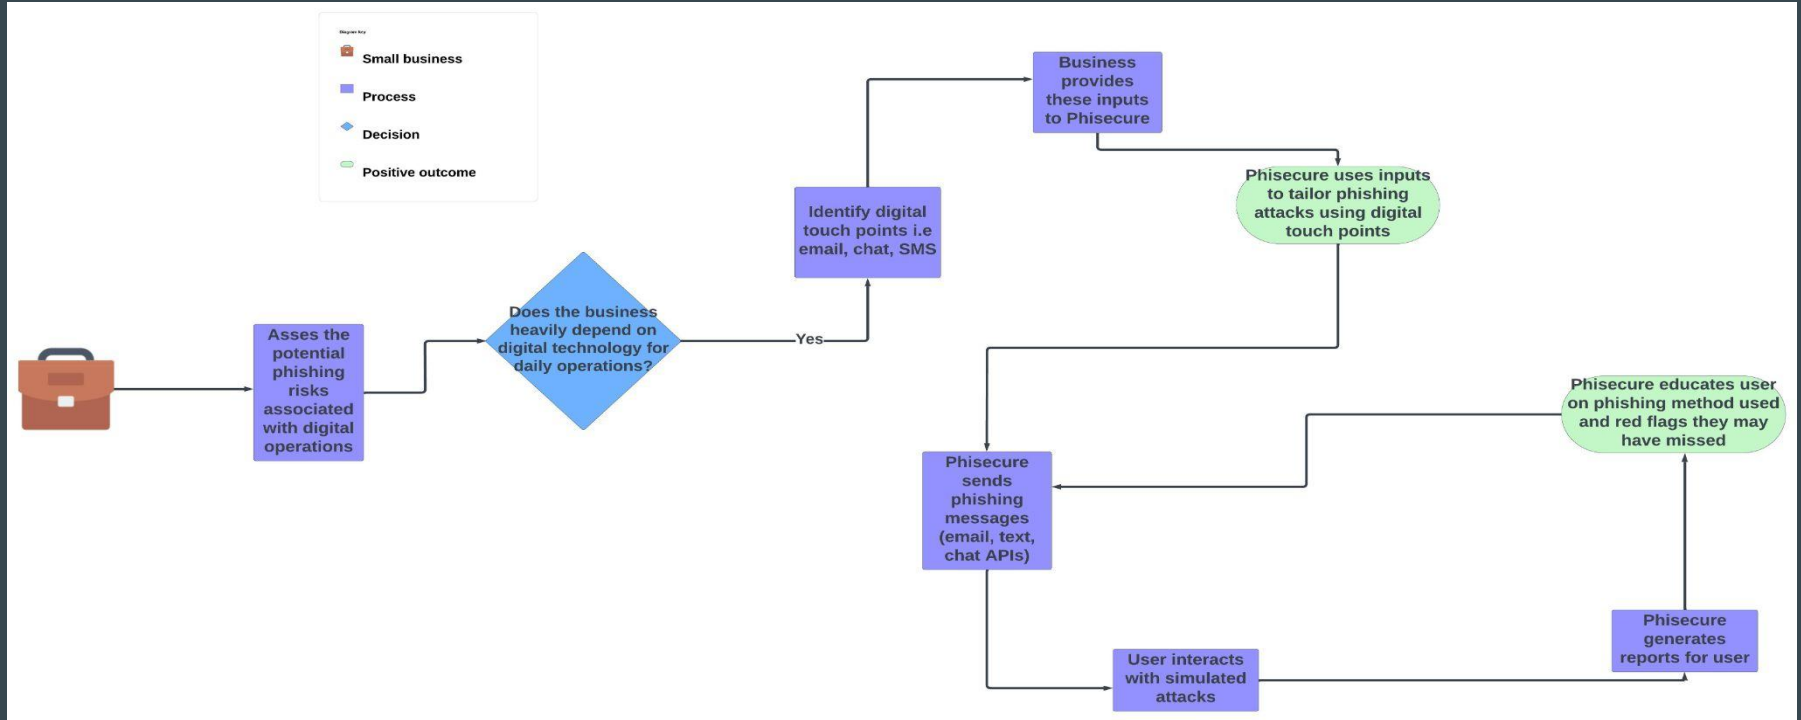 Diagram key
Small business
Process
Decision
Positive outcome
Asses the
potential
phishing
risks
associated
with digital
operations
Does the business
heavily depend on
digital technology for
daily operations?
Yes
Identify digital
touch points i.e
email, chat, SMS
Business
provides
these inputs
to Phisecure
Phisecure uses inputs
to tailor phishing
attacks using digital
touch points
Phisecure
sends
phishing
messages
(email, text,
chat APIs)
User interacts
with simulated
attacks
Phisecure
generates
reports for user
Phisecure educates user
on phishing method used
and red flags they may
have missed